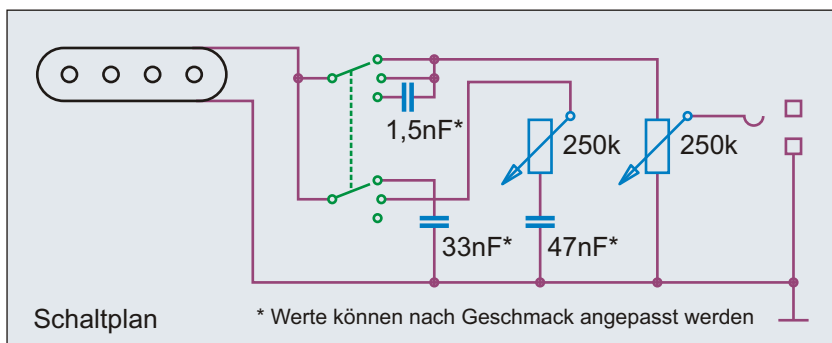 1,5nF*
250k
250k
33nF*
47nF*
Schaltplan
* Werte können nach Geschmack angepasst werden